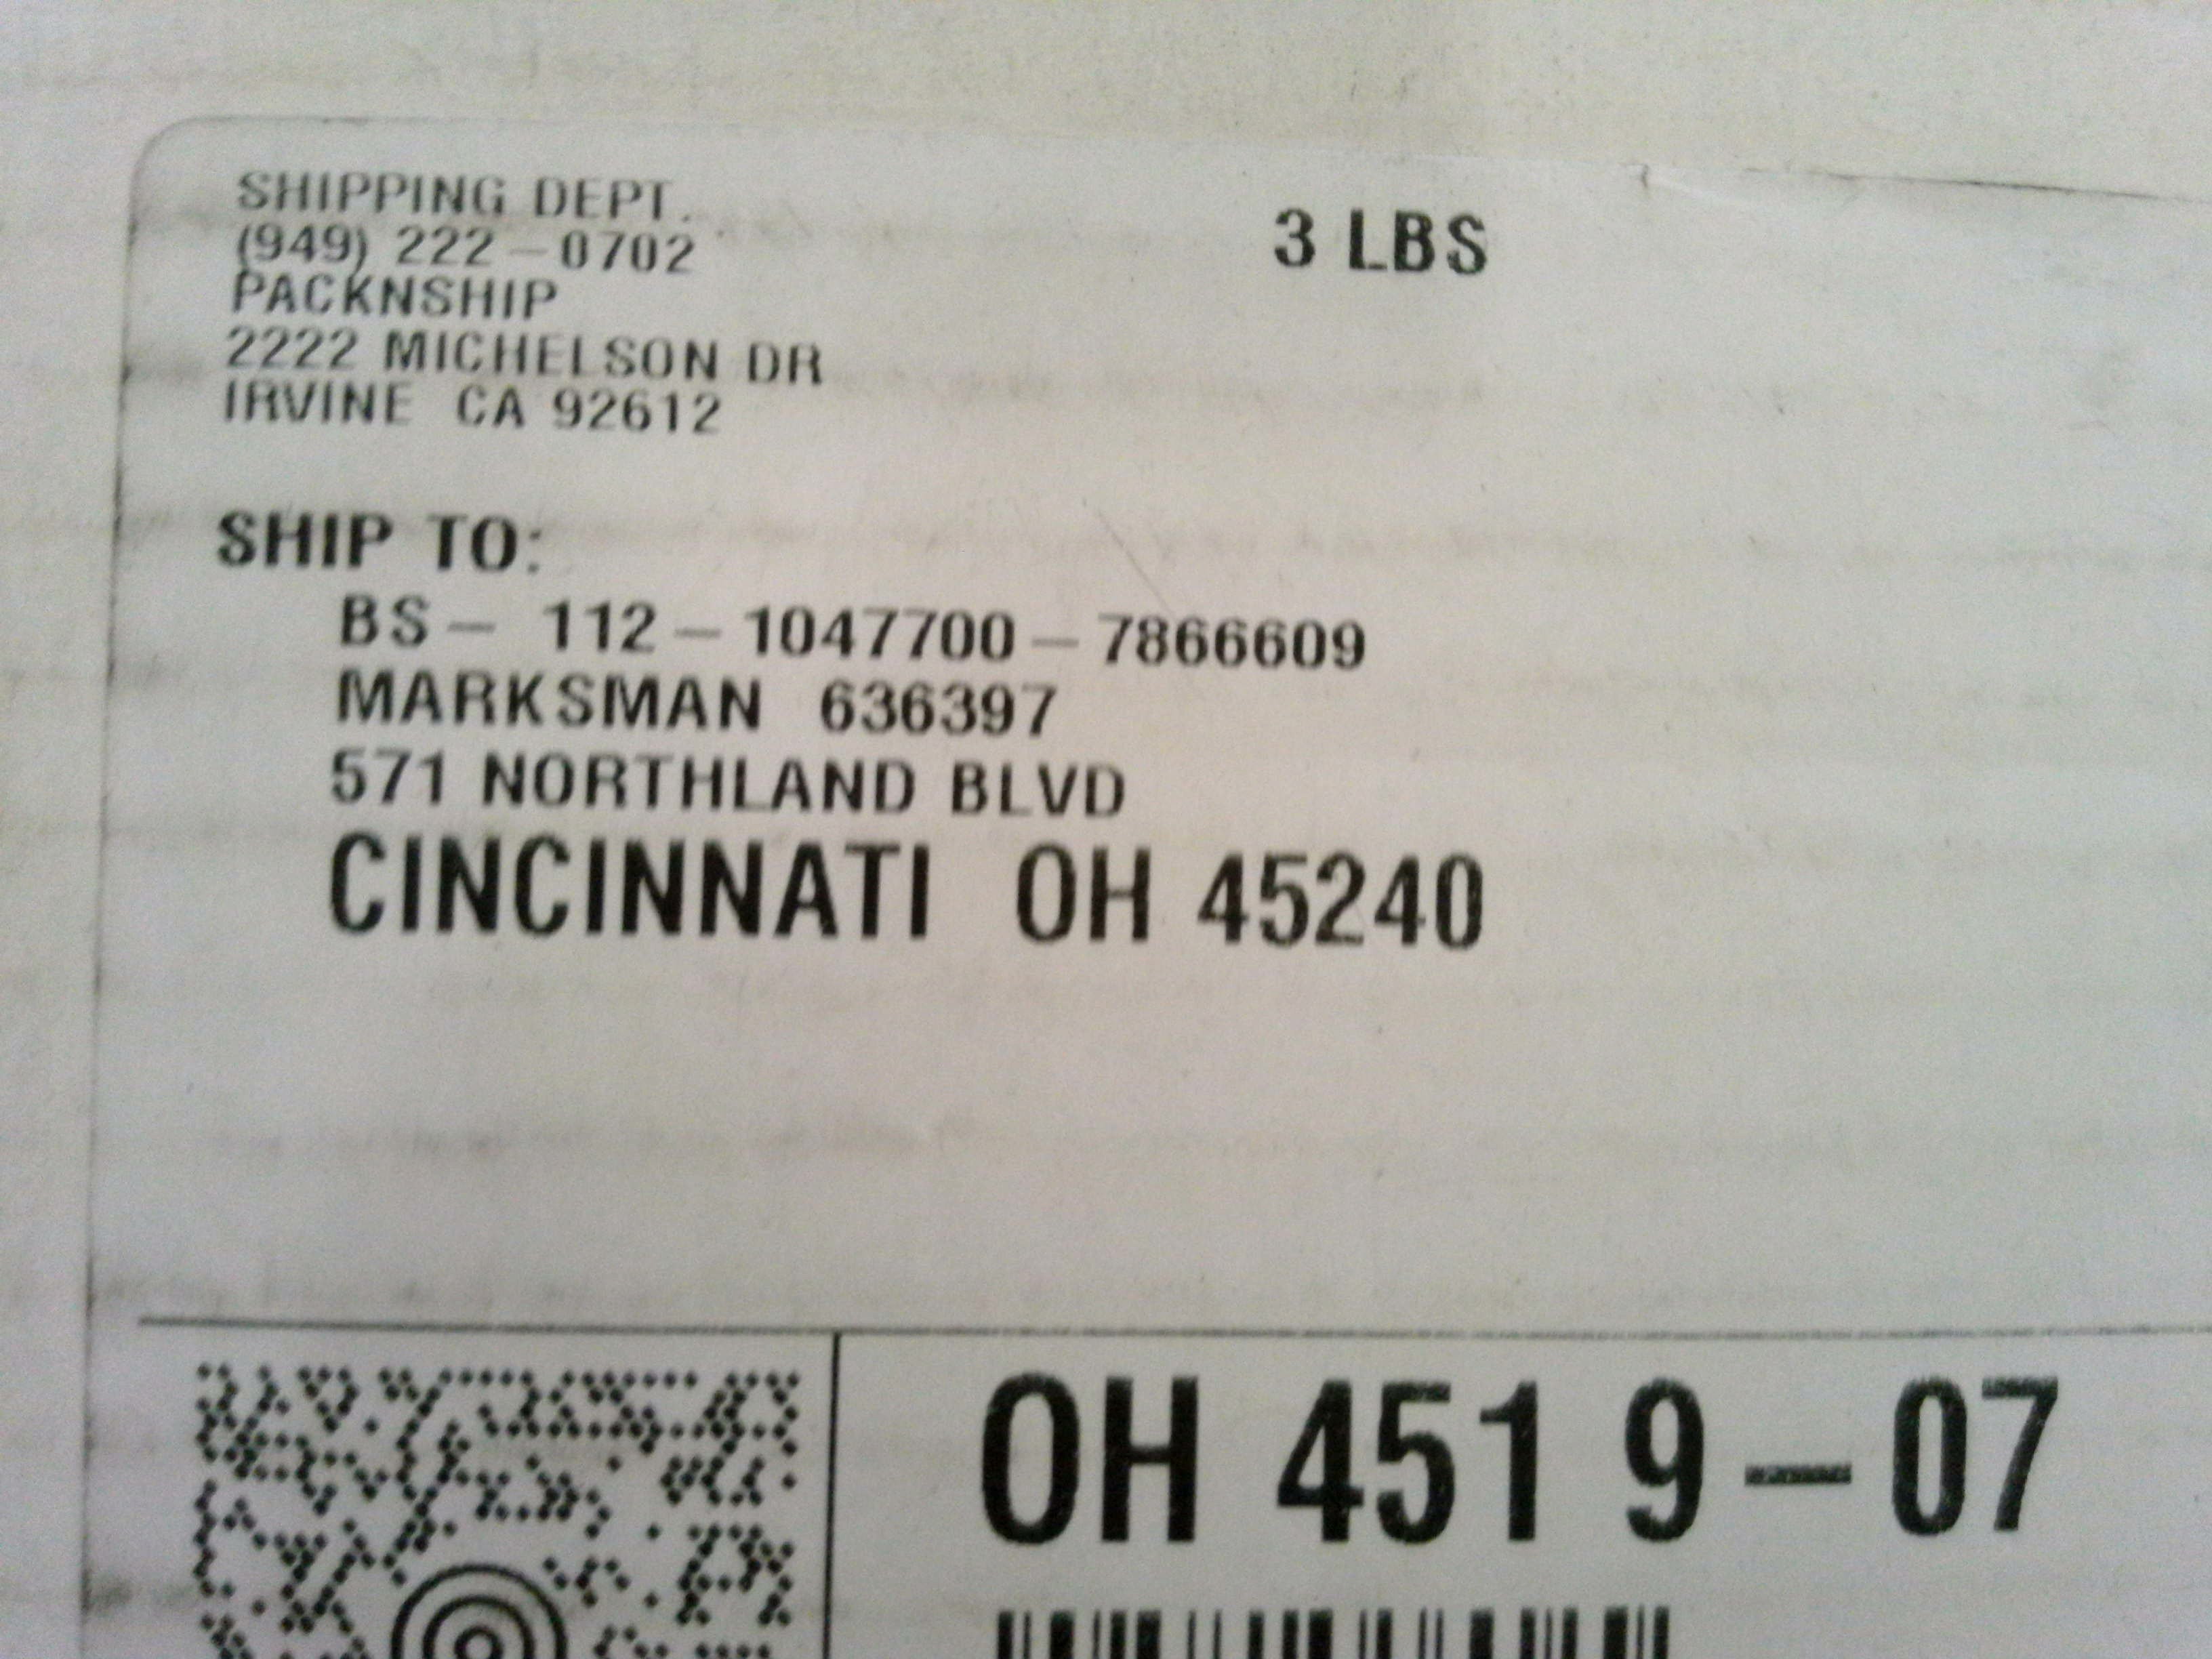 SHIPPING DEPT.
(949) 222-0702
PACKNSHIP
2222 MICHELSON DR
IRVINE CA 92612
3 LBS
SHIP TO:
BS- 112-1047700-7866609
MARKSMAN 636397
571 NORTHLAND BLVD
CINCINNATI OH 45240
OH 451 9-07